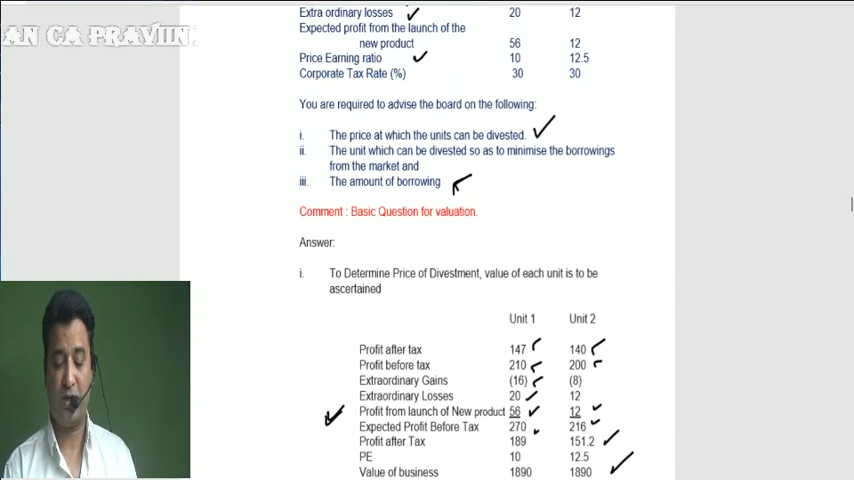 Extra ordinary losses 20 12
AN CA PRAVIIN
Expected profit from the launch of the
new product 56 12
Price Earning ratio 10 12.5
Corporate Tax Rate (%) 30 30
You are required to advise the board on the following:
i. The price at which the units can be divested.
ii. The unit which can be divested so as to minimise the borrowings
from the market and
iii. The amount of borrowing
Comment : Basic Question for valuation.
Answer:
i. To Determine Price of Divestment, value of each unit is to be
ascertained
Unit 1 Unit 2
Profit after tax 147 140
Profit before tax 210 200
Extraordinary Gains (16) (8)
Extraordinary Losses 20 12
Profit from launch of New product 56 12
Expected Profit Before Tax 270 216
Profit after Tax 189 151.2
PE 10 12.5
Value of business 1890 1890